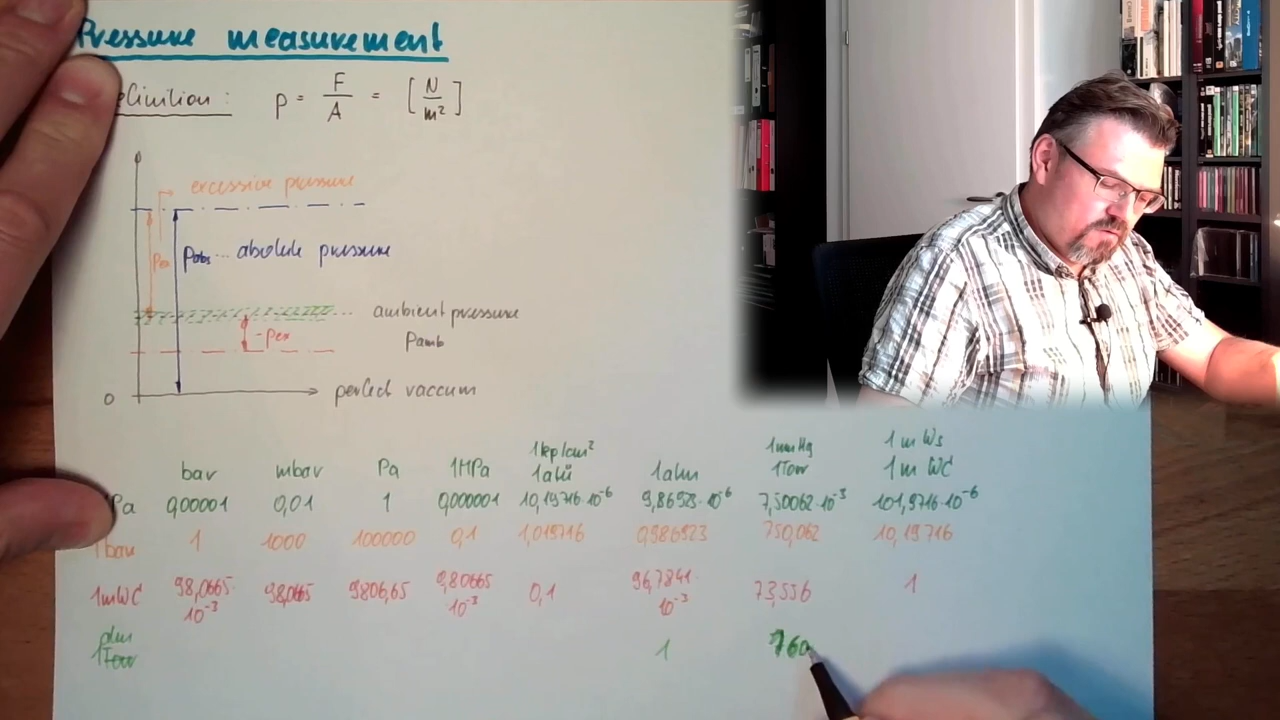 Pressure measurement
Definition: p = F/A = [N/m²]
excessive pressure
pex
pabs ... absolute pressure
... ambient pressure
-pex
pamb
0
perfect vaccum
bar mbar Pa 1MPa 1kp/cm² 1atü 1atm 1mmHg 1Torr 1 m Ws 1 m WC
Pa 0,00001 0,01 1 0,000001 10,19716·10⁻⁶ 9,86923·10⁻⁶ 7,50062·10⁻³ 101,9716·10⁻⁶
1bar 1 1000 100000 0,1 1,019716 0,986923 750,062 10,19716
1mWC 98,0665·10⁻³ 98,0665 9806,65 9,80665 10⁻³ 0,1 96,7841·10⁻³ 73,556 1
1Torr 1 760